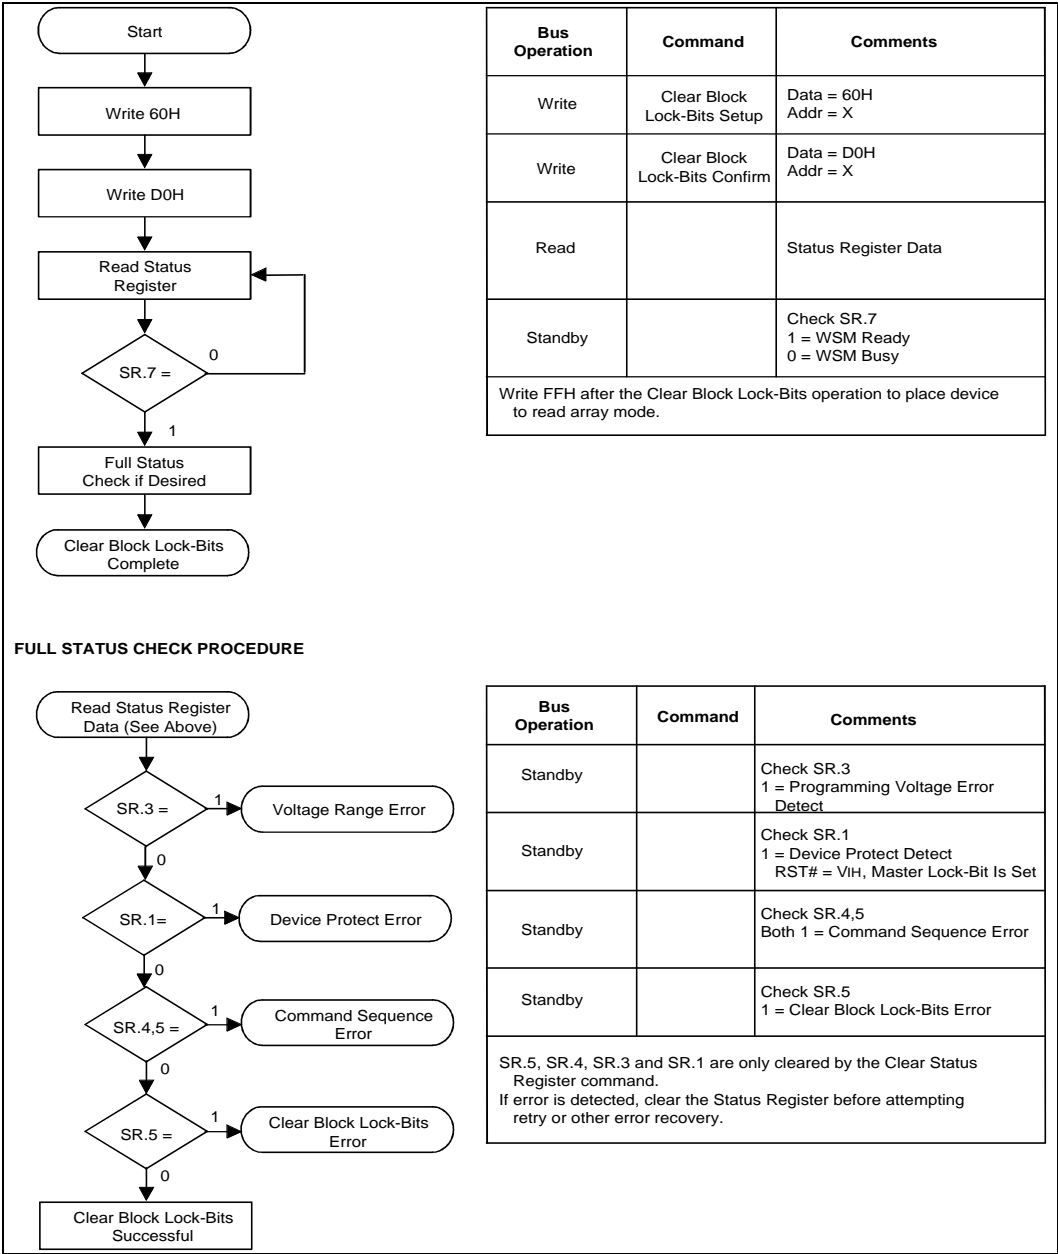 Start
Write 60H
Write D0H
Read Status
Register
SR.7 =
0
1
Full Status
Check if Desired
Clear Block Lock-Bits
Complete
Bus
Operation
Command
Comments
Write
Clear Block
Lock-Bits Setup
Data = 60H
Addr = X
Write
Clear Block
Lock-Bits Confirm
Data = D0H
Addr = X
Read
Status Register Data
Standby
Check SR.7
1 = WSM Ready
0 = WSM Busy
Write FFH after the Clear Block Lock-Bits operation to place device
to read array mode.
FULL STATUS CHECK PROCEDURE
Read Status Register
Data (See Above)
SR.3 =
1
Voltage Range Error
0
SR.1=
1
Device Protect Error
0
SR.4,5 =
1
Command Sequence
Error
0
SR.5 =
1
Clear Block Lock-Bits
Error
0
Clear Block Lock-Bits
Successful
Bus
Operation
Command
Comments
Standby
Check SR.3
1 = Programming Voltage Error
Detect
Standby
Check SR.1
1 = Device Protect Detect
RST# = VIH, Master Lock-Bit Is Set
Standby
Check SR.4,5
Both 1 = Command Sequence Error
Standby
Check SR.5
1 = Clear Block Lock-Bits Error
SR.5, SR.4, SR.3 and SR.1 are only cleared by the Clear Status
Register command.
If error is detected, clear the Status Register before attempting
retry or other error recovery.